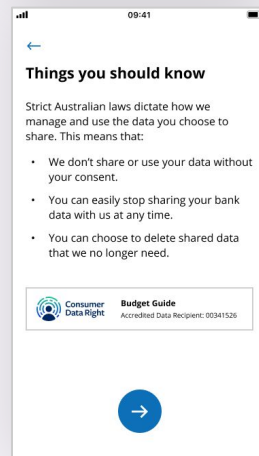 09:41
Things you should know
Strict Australian laws dictate how we
manage and use the data you choose to
share. This means that:
• We don't share or use your data without
your consent.
• You can easily stop sharing your bank
data with us at any time.
• You can choose to delete shared data
that we no longer need.
Consumer
Data Right
Budget Guide
Accredited Data Recipient: 00341526